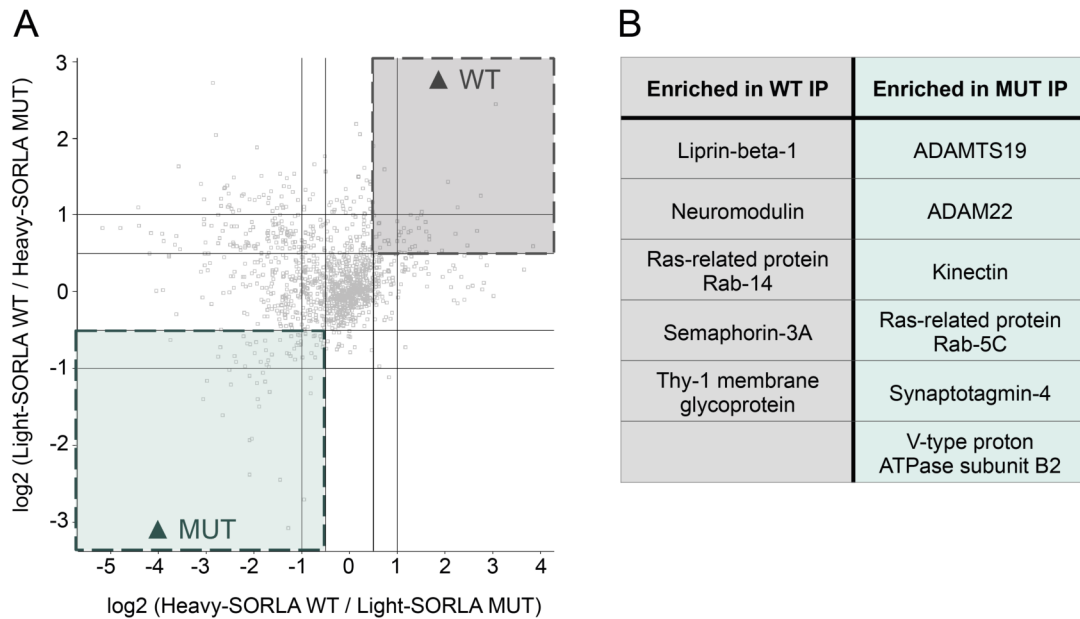 A
log2 (Light-SORLA WT / Heavy-SORLA MUT)
3
2
1
0
-1
-2
-3
▲ WT
▲ MUT
-5 -4 -3 -2 -1 0 1 2 3 4
log2 (Heavy-SORLA WT / Light-SORLA MUT)
B
Enriched in WT IP Enriched in MUT IP
Liprin-beta-1 ADAMTS19
Neuromodulin ADAM22
Ras-related protein
Rab-14
Kinectin
Semaphorin-3A
Ras-related protein
Rab-5C
Thy-1 membrane
glycoprotein
Synaptotagmin-4
V-type proton
ATPase subunit B2